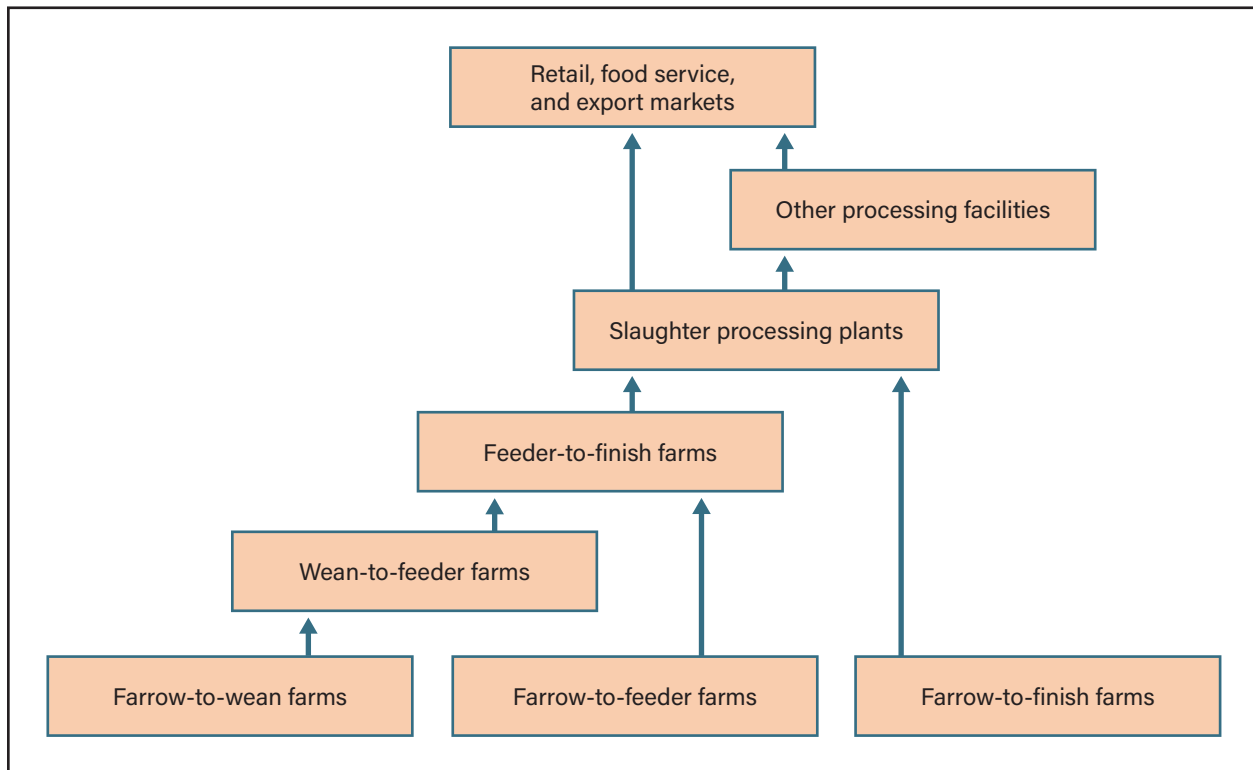 Retail, food service,
and export markets
Other processing facilities
Slaughter processing plants
Feeder-to-finish farms
Wean-to-feeder farms
Farrow-to-wean farms
Farrow-to-feeder farms
Farrow-to-finish farms